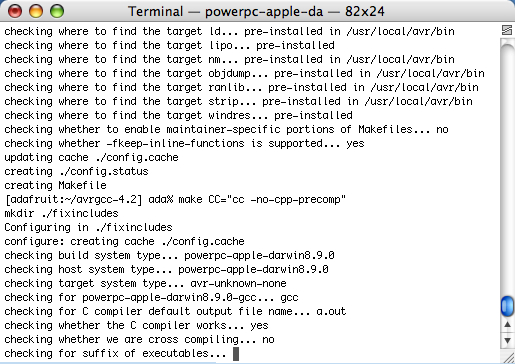 Terminal — powerpc-apple-da — 82x24
checking where to find the target ld... pre-installed in /usr/local/avr/bin
checking where to find the target lipo... pre-installed
checking where to find the target nm... pre-installed in /usr/local/avr/bin
checking where to find the target objdump... pre-installed in /usr/local/avr/bin
checking where to find the target ranlib... pre-installed in /usr/local/avr/bin
checking where to find the target strip... pre-installed in /usr/local/avr/bin
checking where to find the target windres... pre-installed
checking whether to enable maintainer-specific portions of Makefiles... no
checking whether -fkeep-inline-functions is supported... yes
updating cache ./config.cache
creating ./config.status
creating Makefile
[adafruit:~/avrgcc-4.2] ada% make CC="cc -no-cpp-precomp"
mkdir ./fixincludes
Configuring in ./fixincludes
configure: creating cache ./config.cache
checking build system type... powerpc-apple-darwin8.9.0
checking host system type... powerpc-apple-darwin8.9.0
checking target system type... avr-unknown-none
checking for powerpc-apple-darwin8.9.0-gcc... gcc
checking for C compiler default output file name... a.out
checking whether the C compiler works... yes
checking whether we are cross compiling... no
checking for suffix of executables...